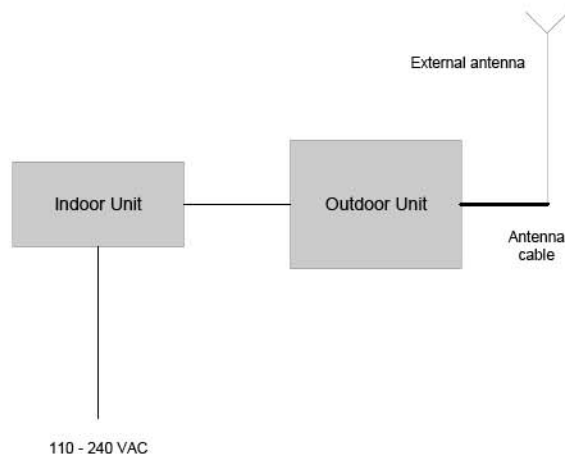 External antenna
Indoor Unit
Outdoor Unit
Antenna
cable
110 - 240 VAC